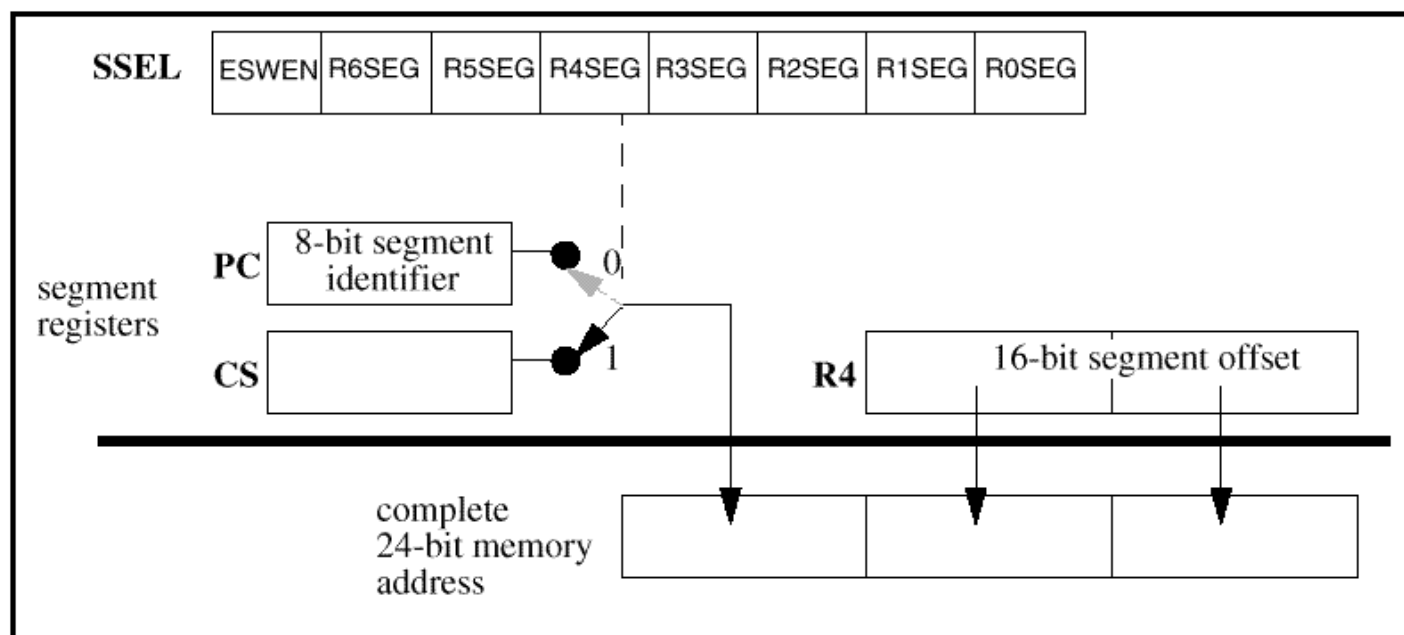 SSEL ESWEN R6SEG R5SEG R4SEG R3SEG R2SEG R1SEG R0SEG
segment
registers
PC
8-bit segment
identifier
0
CS
1
R4
16-bit segment offset
complete
24-bit memory
address